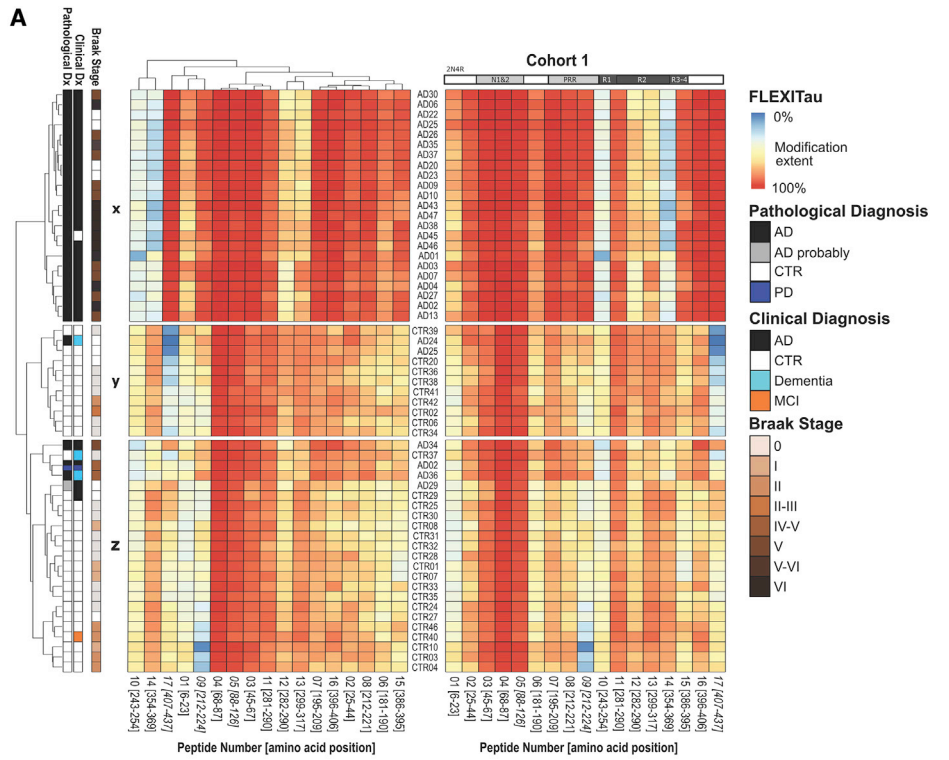 A
Pathological Dx
Clinical Dx
Braak Stage
Cohort 1
2N4R
N1&2
PRR
R1
R2
R3-4
x
y
z
AD30
AD06
AD22
AD25
AD26
AD35
AD37
AD20
AD23
AD09
AD10
AD43
AD47
AD38
AD45
AD46
AD01
AD03
AD07
AD04
AD27
AD02
AD13
CTR39
AD24
AD25
CTR20
CTR36
CTR38
CTR41
CTR42
CTR02
CTR06
CTR34
AD34
CTR37
AD02
AD36
AD29
CTR29
CTR25
CTR30
CTR08
CTR31
CTR32
CTR28
CTR01
CTR07
CTR33
CTR35
CTR24
CTR27
CTR46
CTR40
CTR10
CTR03
CTR04
10 [243-254]
14 [354-369]
17 [407-437]
01 [6-23]
09 [212-224]
04 [68-87]
05 [88-126]
03 [45-67]
11 [281-290]
12 [282-290]
13 [299-317]
07 [195-209]
16 [396-406]
02 [25-44]
08 [212-221]
06 [181-190]
15 [386-395]
Peptide Number [amino acid position]
01 [6-23]
02 [25-44]
03 [45-67]
04 [68-87]
05 [88-126]
06 [181-190]
07 [195-209]
08 [212-221]
09 [212-224]
10 [243-254]
11 [281-290]
12 [282-290]
13 [299-317]
14 [354-369]
15 [386-395]
16 [396-406]
17 [407-437]
Peptide Number [amino acid position]
FLEXITau
0%
Modification
extent
100%
Pathological Diagnosis
AD
AD probably
CTR
PD
Clinical Diagnosis
AD
CTR
Dementia
MCI
Braak Stage
0
I
II
II-III
IV-V
V
V-VI
VI